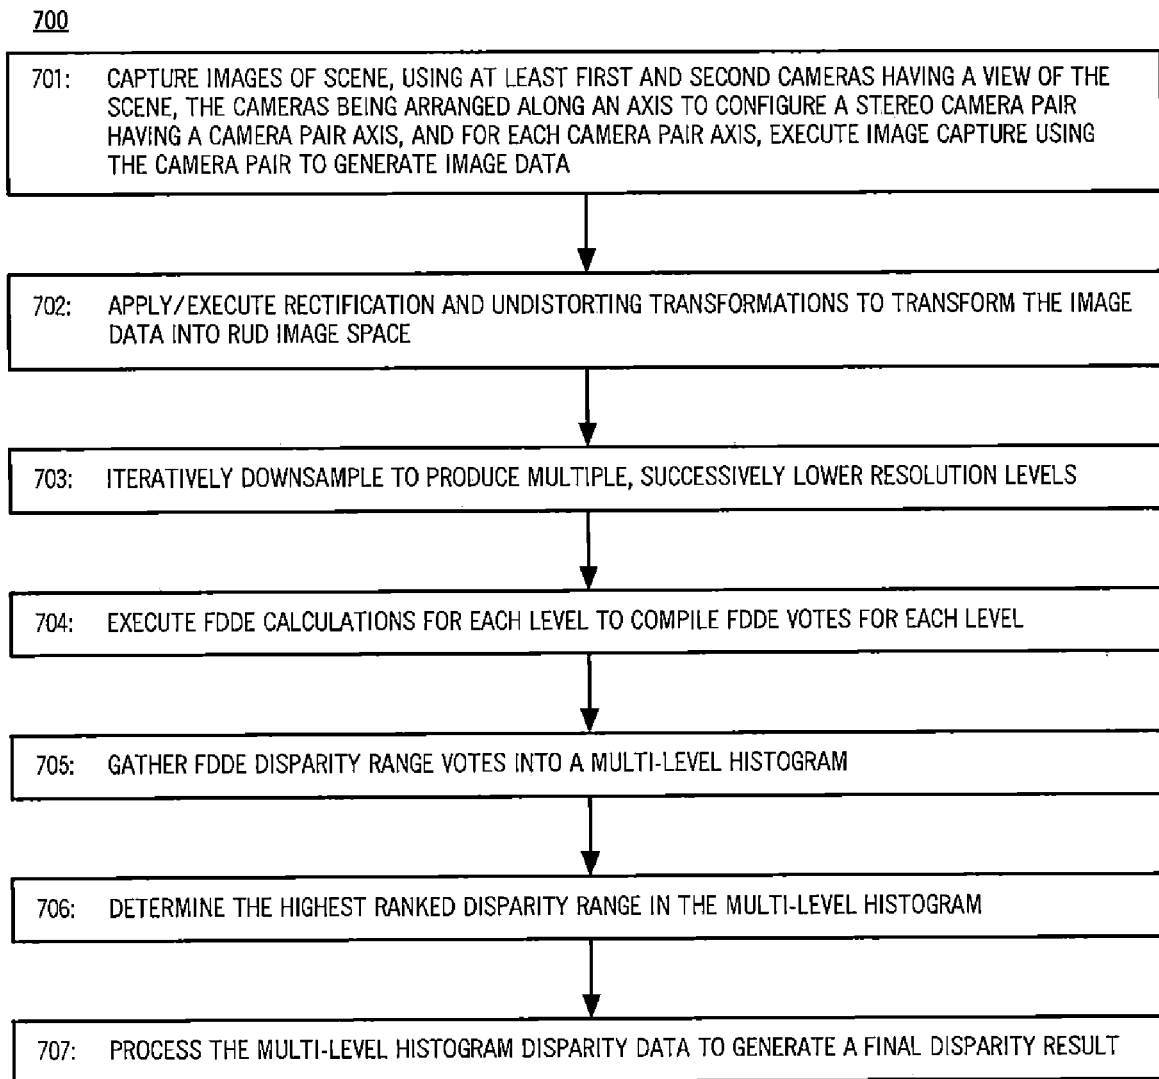 700
701: CAPTURE IMAGES OF SCENE, USING AT LEAST FIRST AND SECOND CAMERAS HAVING A VIEW OF THE
SCENE, THE CAMERAS BEING ARRANGED ALONG AN AXIS TO CONFIGURE A STEREO CAMERA PAIR
HAVING A CAMERA PAIR AXIS, AND FOR EACH CAMERA PAIR AXIS, EXECUTE IMAGE CAPTURE USING
THE CAMERA PAIR TO GENERATE IMAGE DATA
702: APPLY/EXECUTE RECTIFICATION AND UNDISTORTING TRANSFORMATIONS TO TRANSFORM THE IMAGE
DATA INTO RUD IMAGE SPACE
703: ITERATIVELY DOWNSAMPLE TO PRODUCE MULTIPLE, SUCCESSIVELY LOWER RESOLUTION LEVELS
704: EXECUTE FDDE CALCULATIONS FOR EACH LEVEL TO COMPILE FDDE VOTES FOR EACH LEVEL
705: GATHER FDDE DISPARITY RANGE VOTES INTO A MULTI-LEVEL HISTOGRAM
706: DETERMINE THE HIGHEST RANKED DISPARITY RANGE IN THE MULTI-LEVEL HISTOGRAM
707: PROCESS THE MULTI-LEVEL HISTOGRAM DISPARITY DATA TO GENERATE A FINAL DISPARITY RESULT